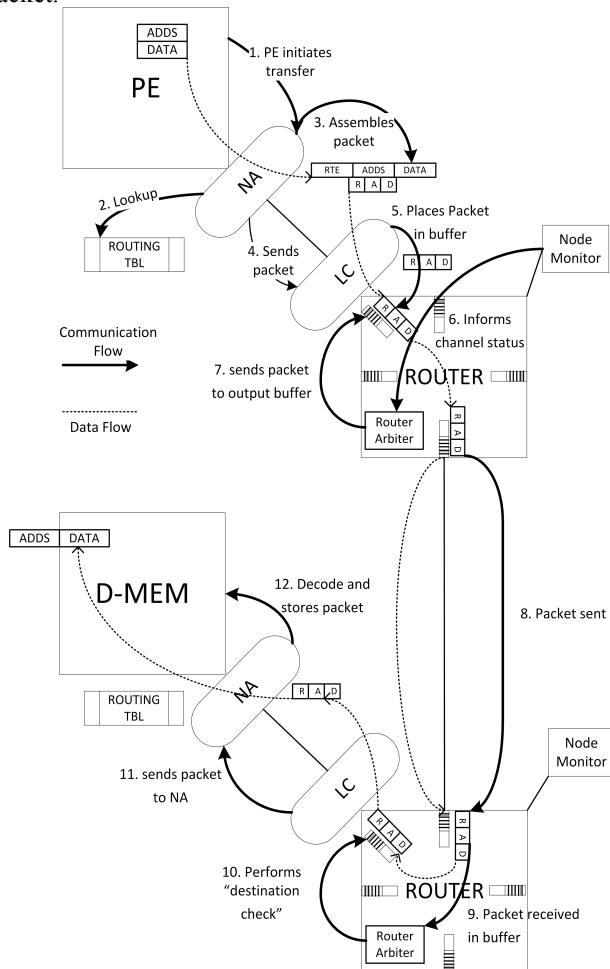 acket.
ADDS
DATA
PE
1. PE initiates
transfer
3. Assembles
packet
RTE ADDS DATA
R A D
NA
2. Lookup
ROUTING
TBL
4. Sends
packet
5. Places Packet
in buffer
R A D
LC
Node
Monitor
R A D
6. Informs
channel status
Communication
Flow
7. sends packet
to output buffer
ROUTER
Data Flow
Router
Arbiter
R
A
D
ADDS DATA
D-MEM
12. Decode and
stores packet
8. Packet sent
NA
R A D
ROUTING
TBL
11. sends packet
to NA
LC
Node
Monitor
R A D
R
A
D
10. Performs
“destination
check”
ROUTER
9. Packet received
in buffer
Router
Arbiter